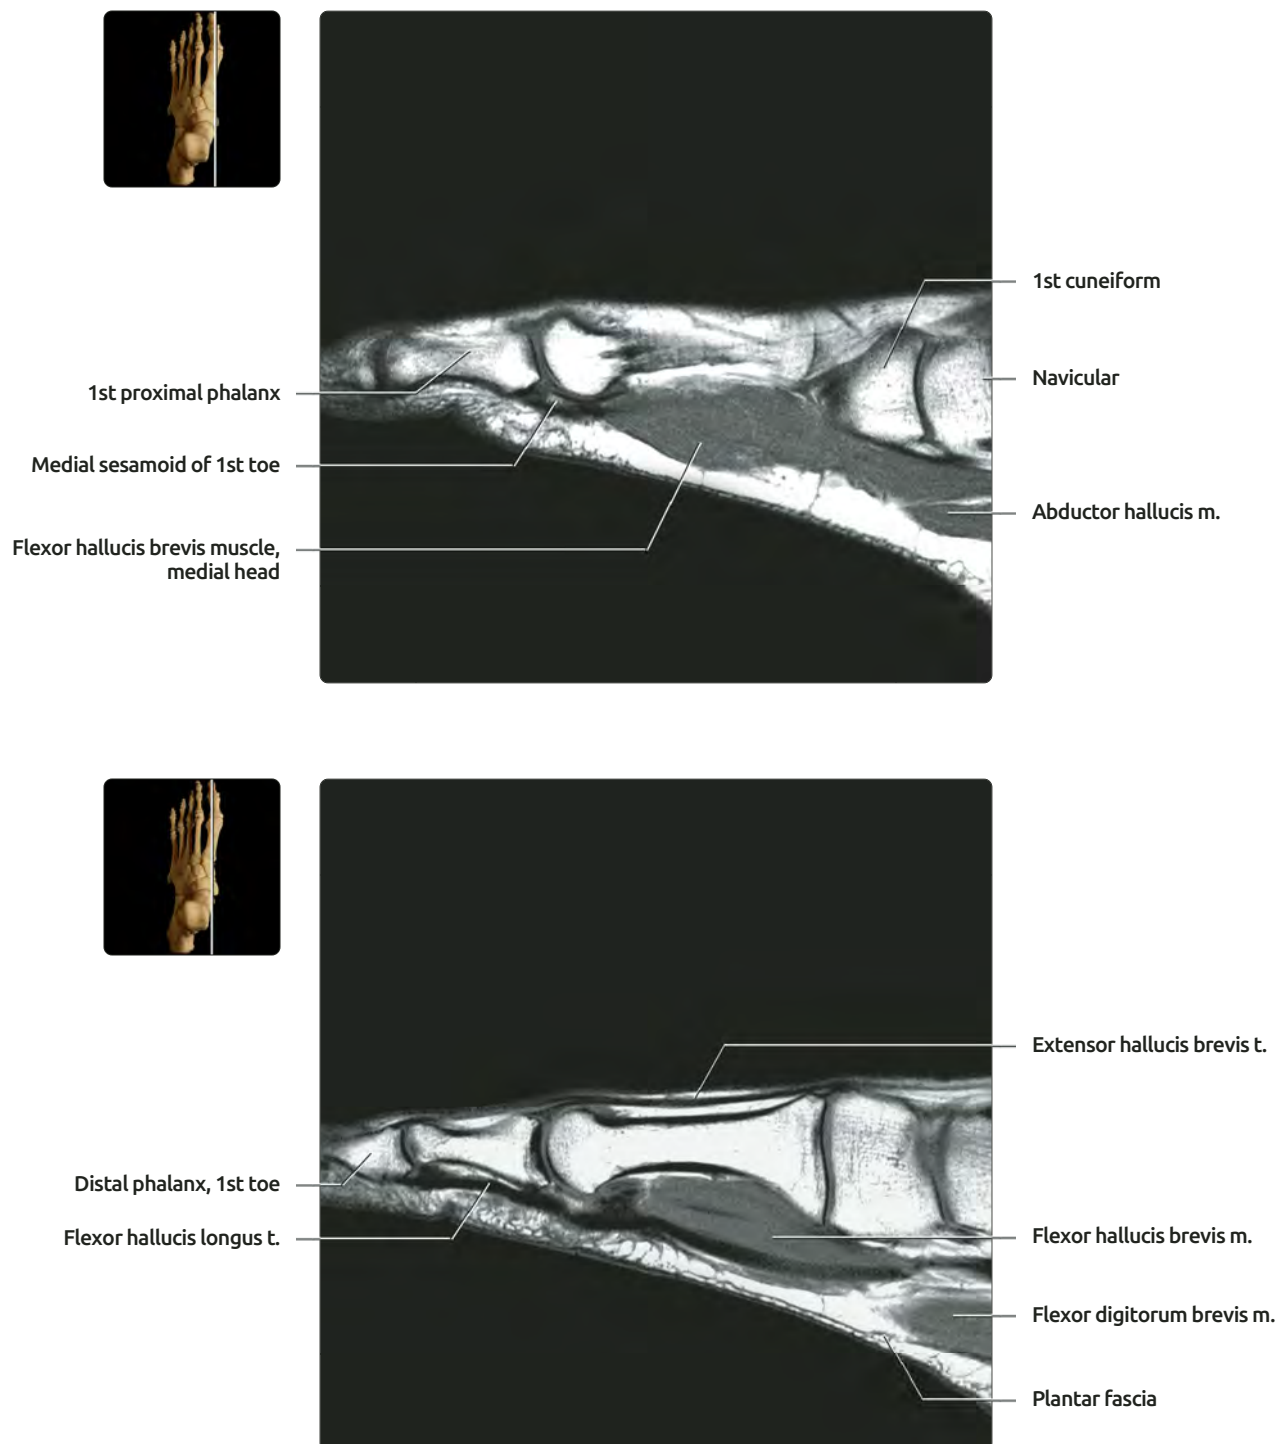 1st cuneiform
Navicular
1st proximal phalanx
Medial sesamoid of 1st toe
Abductor hallucis m.
Flexor hallucis brevis muscle,
medial head
Extensor hallucis brevis t.
Distal phalanx, 1st toe
Flexor hallucis longus t.
Flexor hallucis brevis m.
Flexor digitorum brevis m.
Plantar fascia